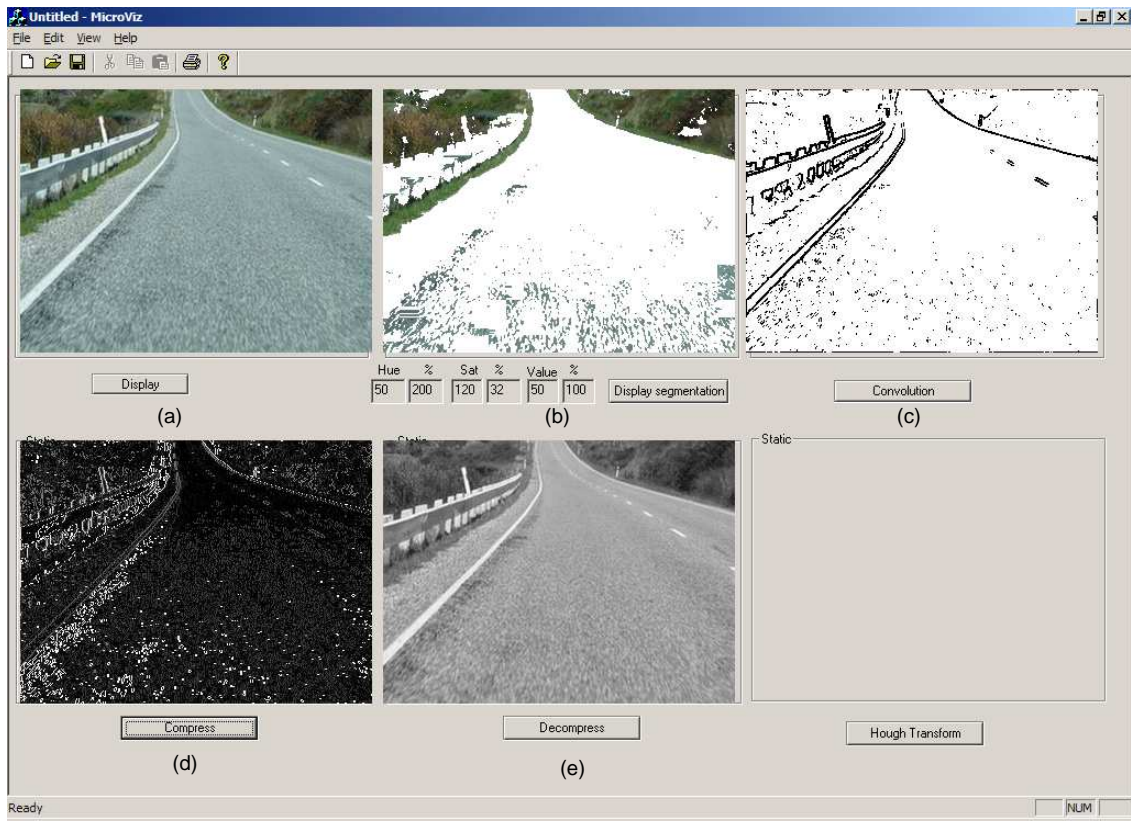 Untitled - MicroViz
File Edit View Help
Hue % Sat % Value %
50 200 120 32 50 100
Display
Display segmentation
Convolution
(a)
(b)
(c)
Static
Static
Static
Compress
Decompress
Hough Transform
(d)
(e)
Ready
NUM